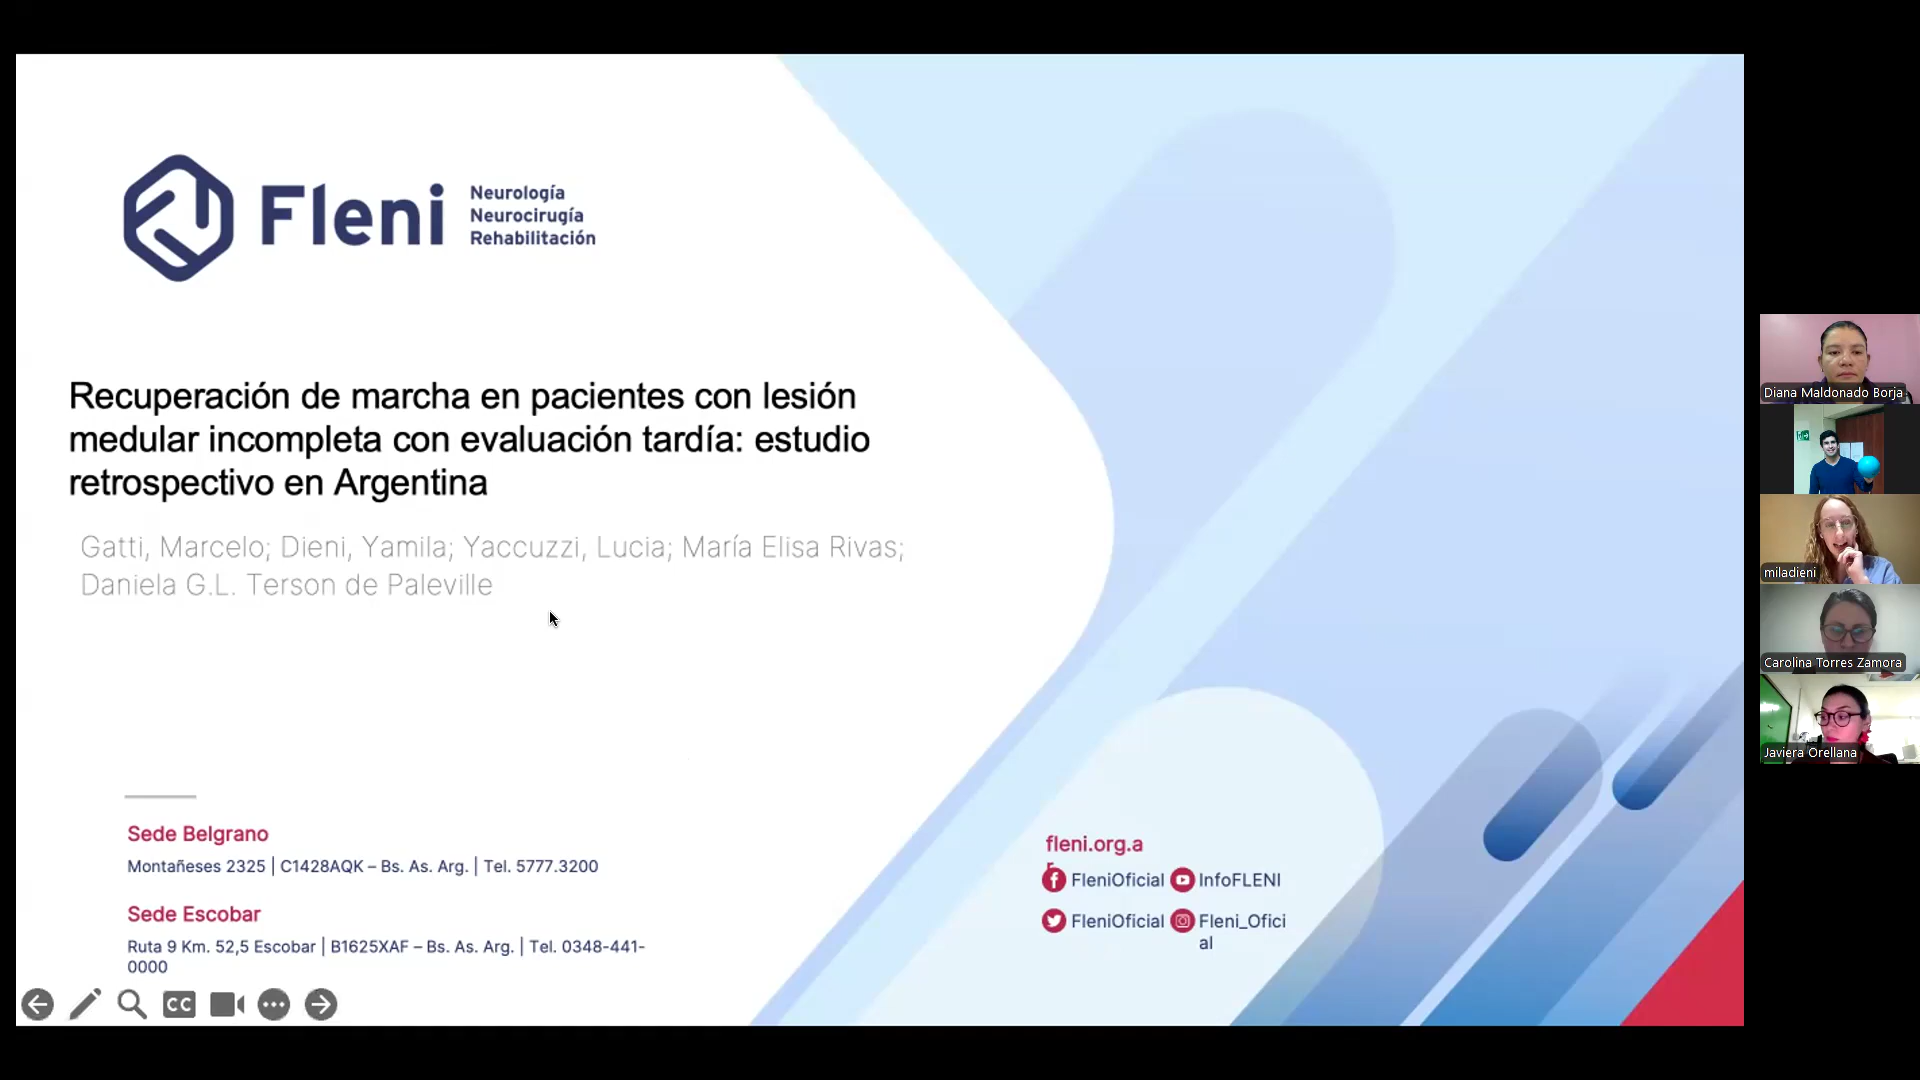 Fleni
Neurología
Neurocirugía
Rehabilitación
Recuperación de marcha en pacientes con lesión
medular incompleta con evaluación tardía: estudio
retrospectivo en Argentina
Gatti, Marcelo; Dieni, Yamila; Yaccuzzi, Lucia; María Elisa Rivas;
Daniela G.L. Terson de Paleville
Sede Belgrano
Montañeses 2325 | C1428AQK – Bs. As. Arg. | Tel. 5777.3200
Sede Escobar
Ruta 9 Km. 52,5 Escobar | B1625XAF – Bs. As. Arg. | Tel. 0348-441-
0000
fleni.org.a
r
FleniOficial
InfoFLENI
FleniOficial
Fleni_Ofici
al
CC
Diana Maldonado Borja
miladieni
Carolina Torres Zamora
Javiera Orellana